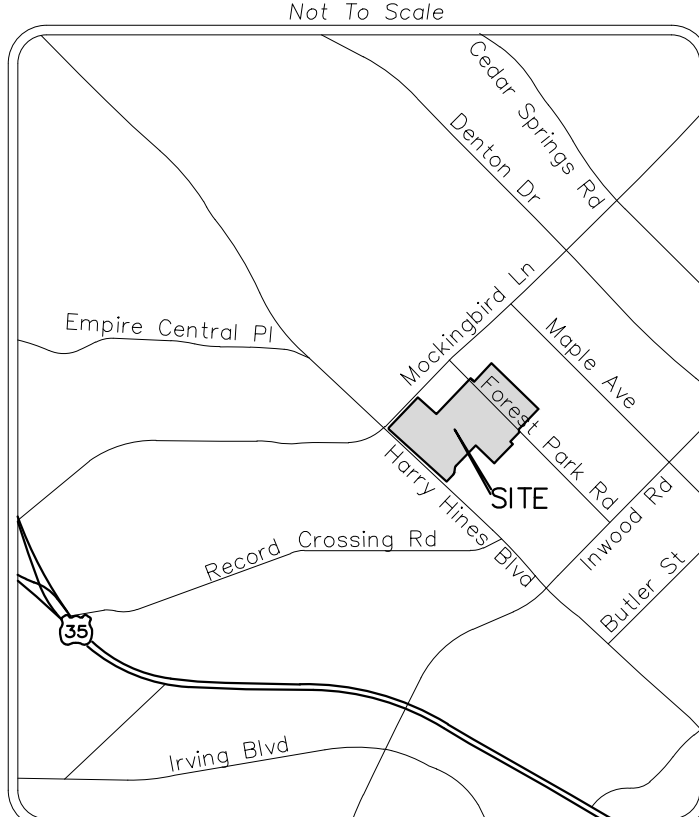 Not To Scale
Cedar Springs Rd
Denton Dr
Mockingbird Ln
Empire Central Pl
Maple Ave
Forest Park Rd
Harry Hines Blvd
SITE
Inwood Rd
Record Crossing Rd
Butler St
35
Irving Blvd